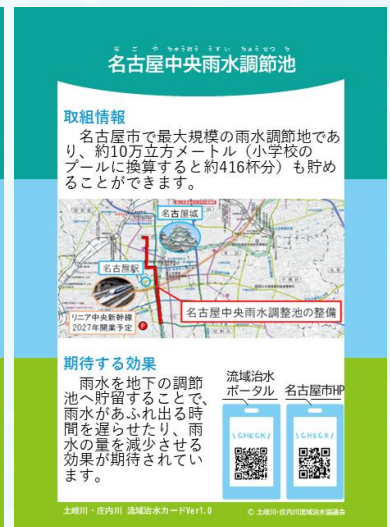 なごやちゅうおううすいちょうせつち
名古屋中央雨水調節池
取組情報
名古屋市で最大規模の雨水調節地であ
り、約10万立方メートル（小学校の
プールに換算すると約416杯分）も貯め
ることができます。
名古屋城
名古屋駅
リニア中央新幹線
2027年開業予定
名古屋中央雨水調整池の整備
期待する効果
雨水を地下の調節
池へ貯留することで、
雨水があふれ出る時
間を遅らせたり、雨
水の量を減少させる
効果が期待されてい
ます。
流域治水
ポータル
名古屋市HP
\ CHECK /
\ CHECK /
土岐川・庄内川 流域治水カードVer1.0
© 土岐川・庄内川流域治水協議会